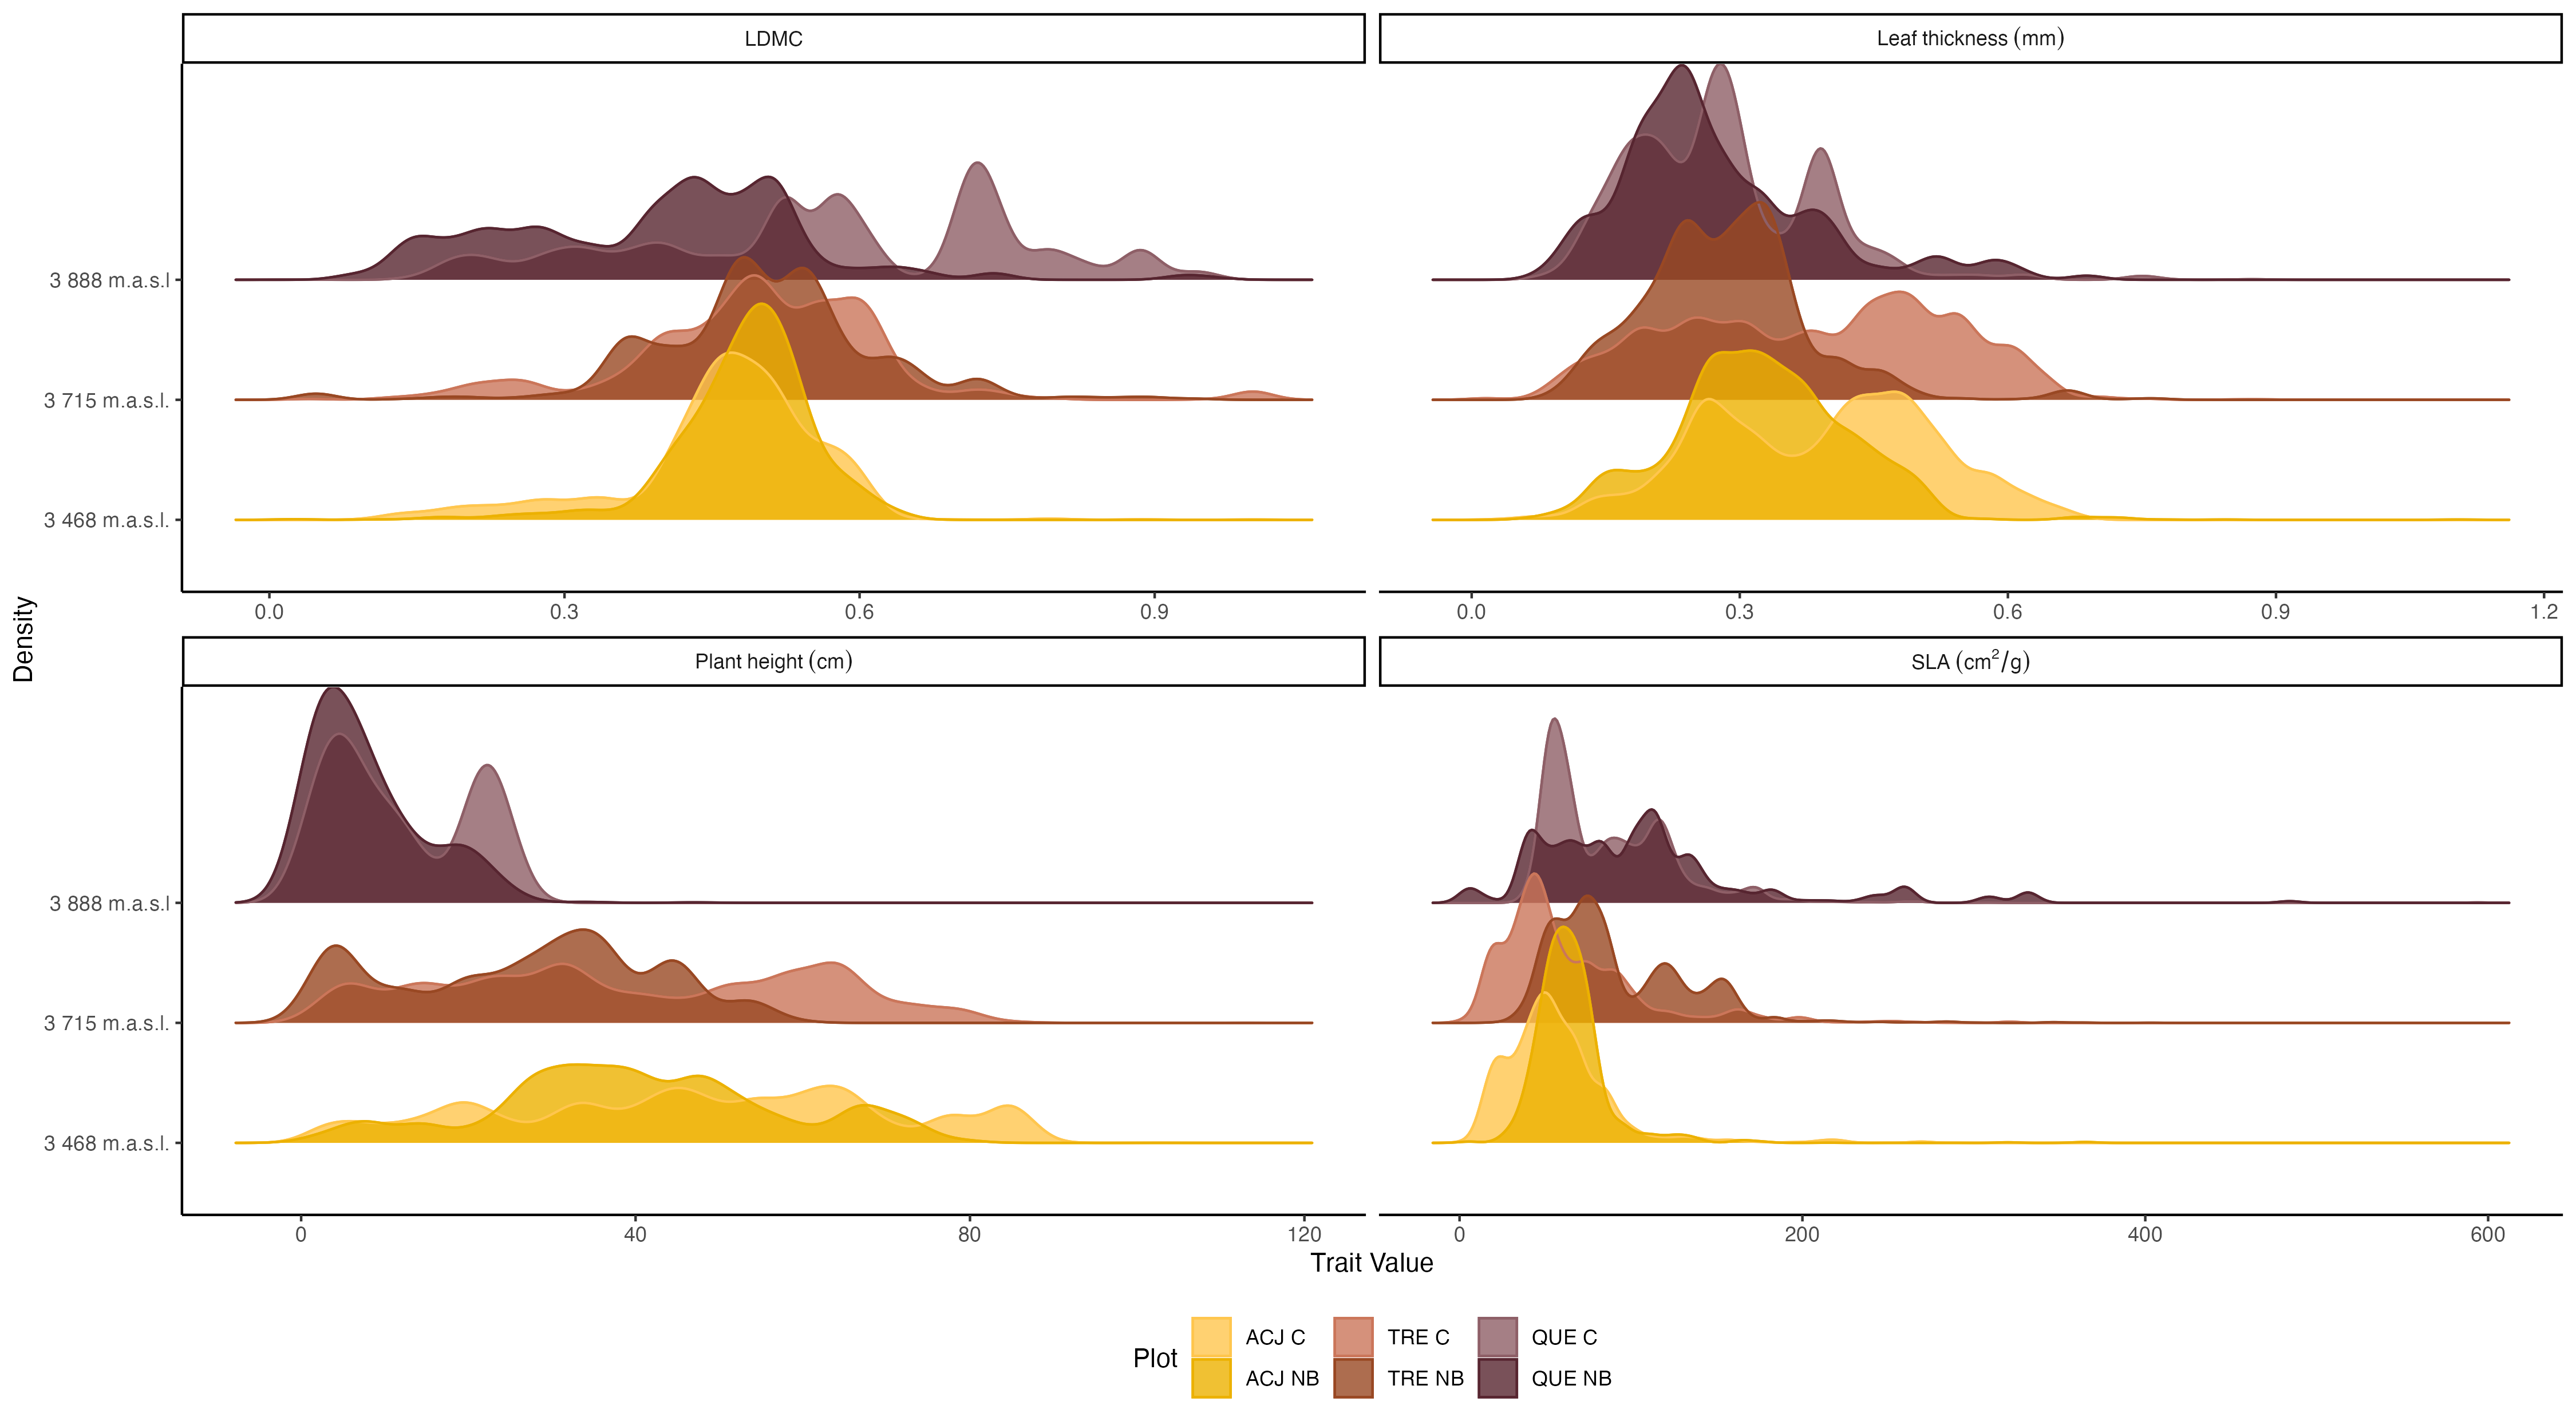 LDMC
Leaf thickness (mm)
3 888 m.a.s.l
3 715 m.a.s.l.
3 468 m.a.s.l.
0.0 0.3 0.6 0.9
0.0 0.3 0.6 0.9 1.2
Density
Plant height (cm)
SLA (cm²/g)
3 888 m.a.s.l
3 715 m.a.s.l.
3 468 m.a.s.l.
0 40 80 120
0 200 400 600
Trait Value
Plot
ACJ C TRE C QUE C
ACJ NB TRE NB QUE NB